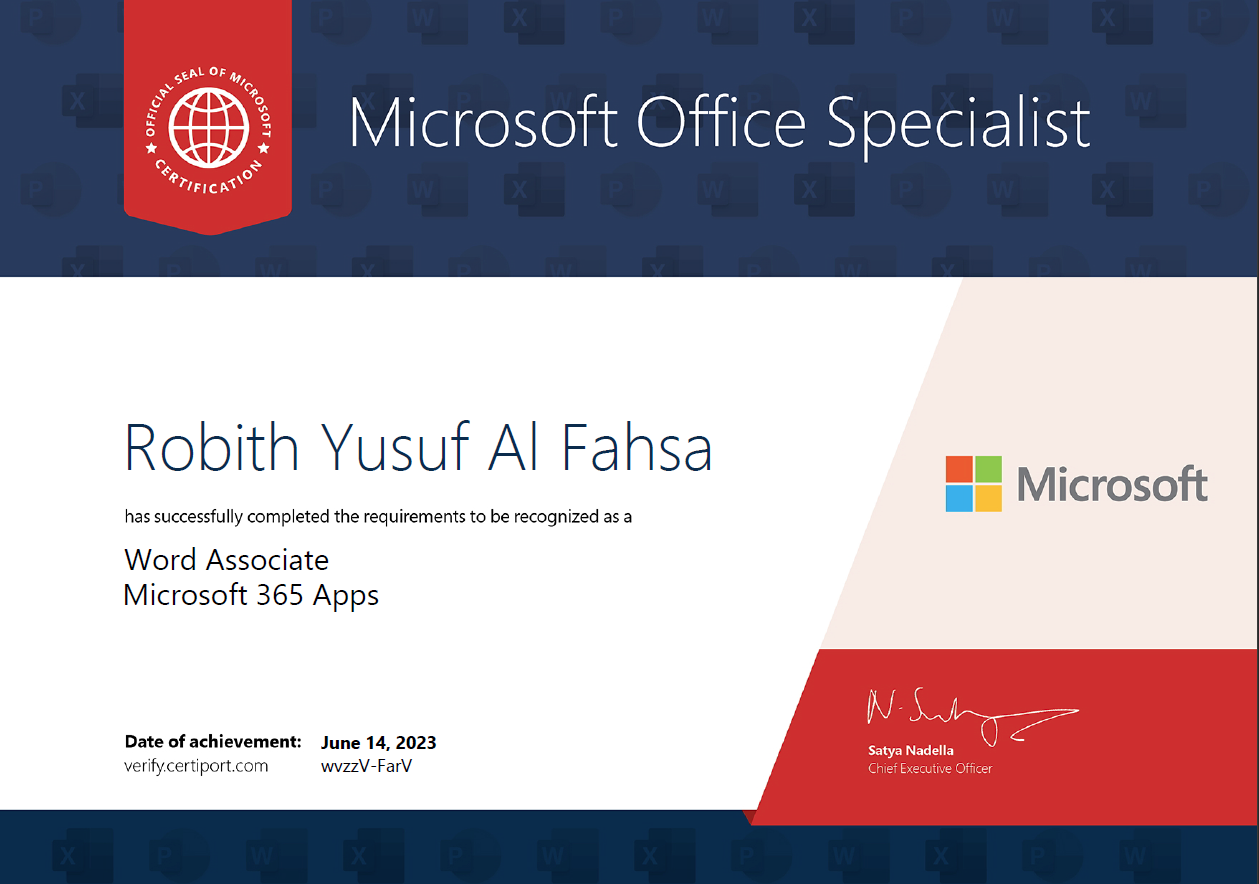 OFFICIAL SEAL OF MICROSOFT
CERTIFICATION
Microsoft Office Specialist
Robith Yusuf Al Fahsa
has successfully completed the requirements to be recognized as a
Word Associate
Microsoft 365 Apps
Microsoft
Date of achievement: June 14, 2023
verify.certiport.com wvzzV-FarV
Satya Nadella
Chief Executive Officer